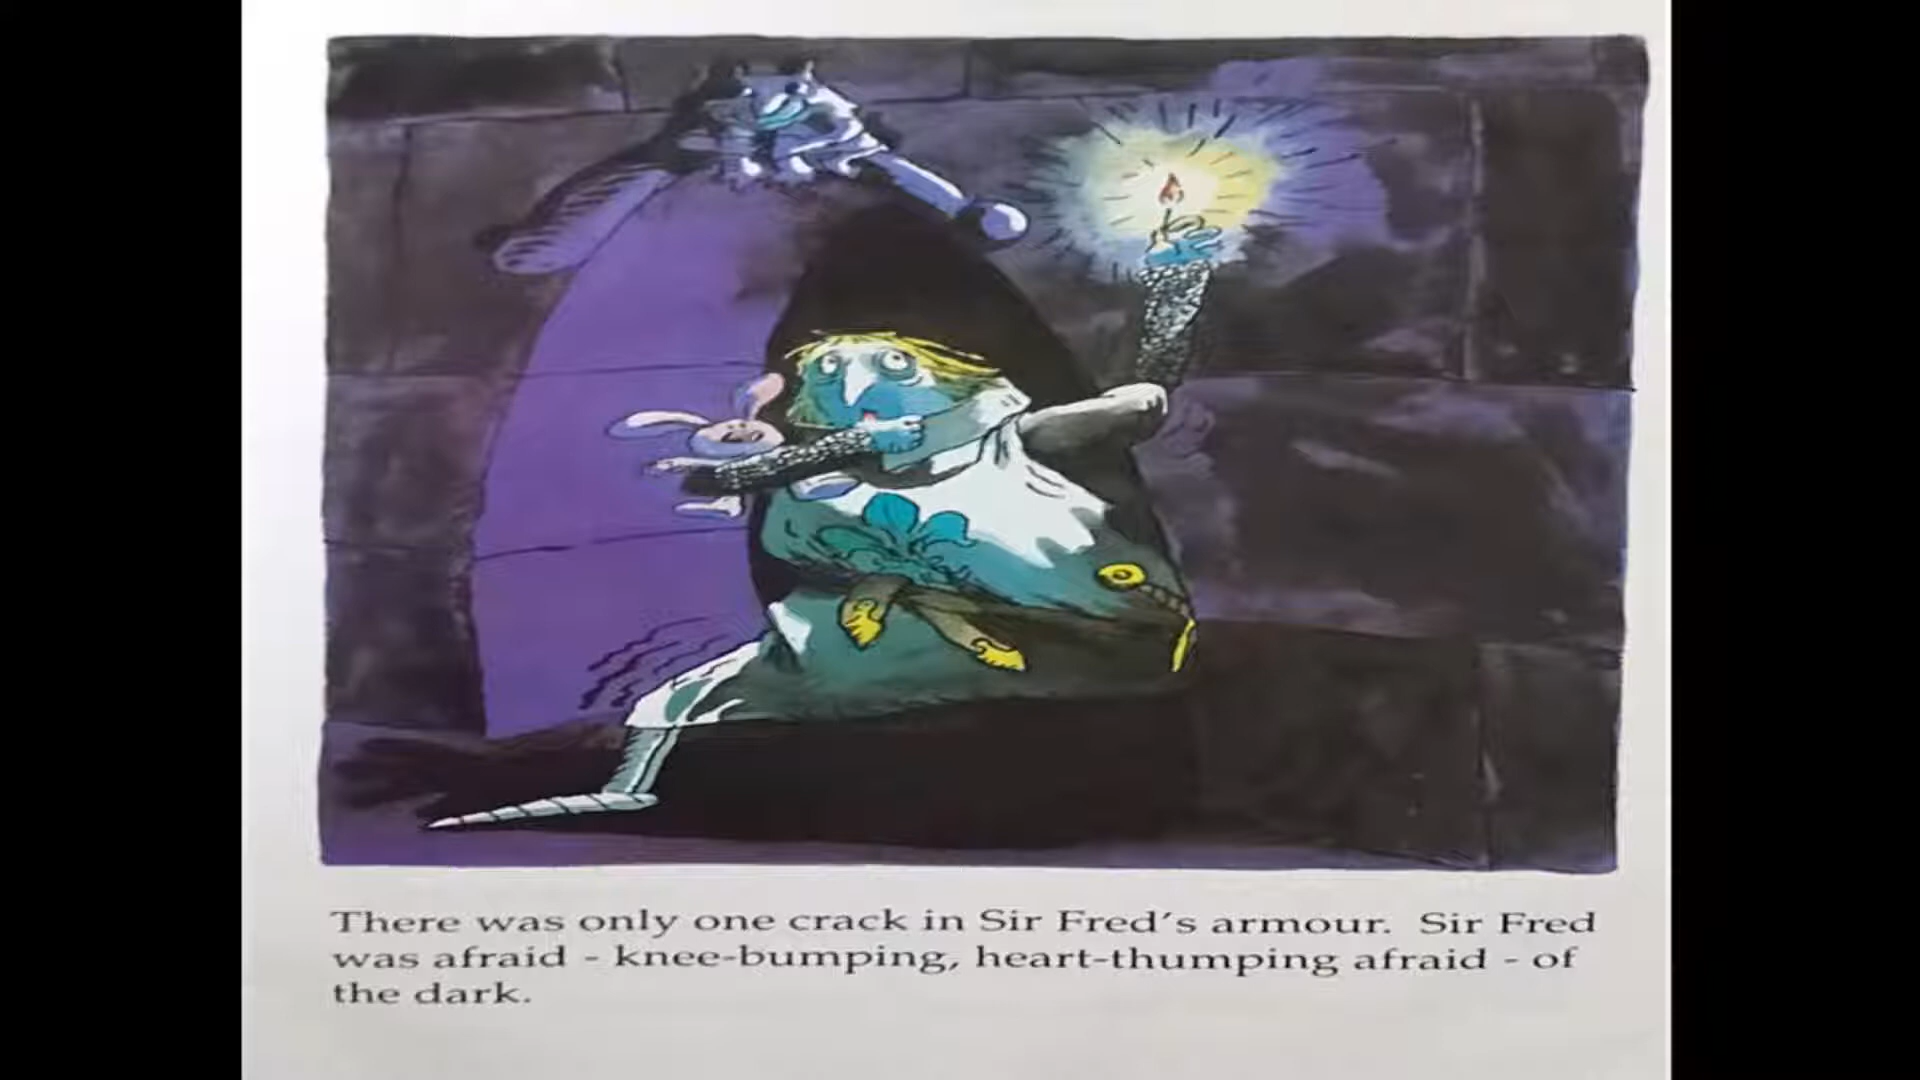 There was only one crack in Sir Fred's armour. Sir Fred
was afraid - knee-bumping, heart-thumping afraid - of
the dark.